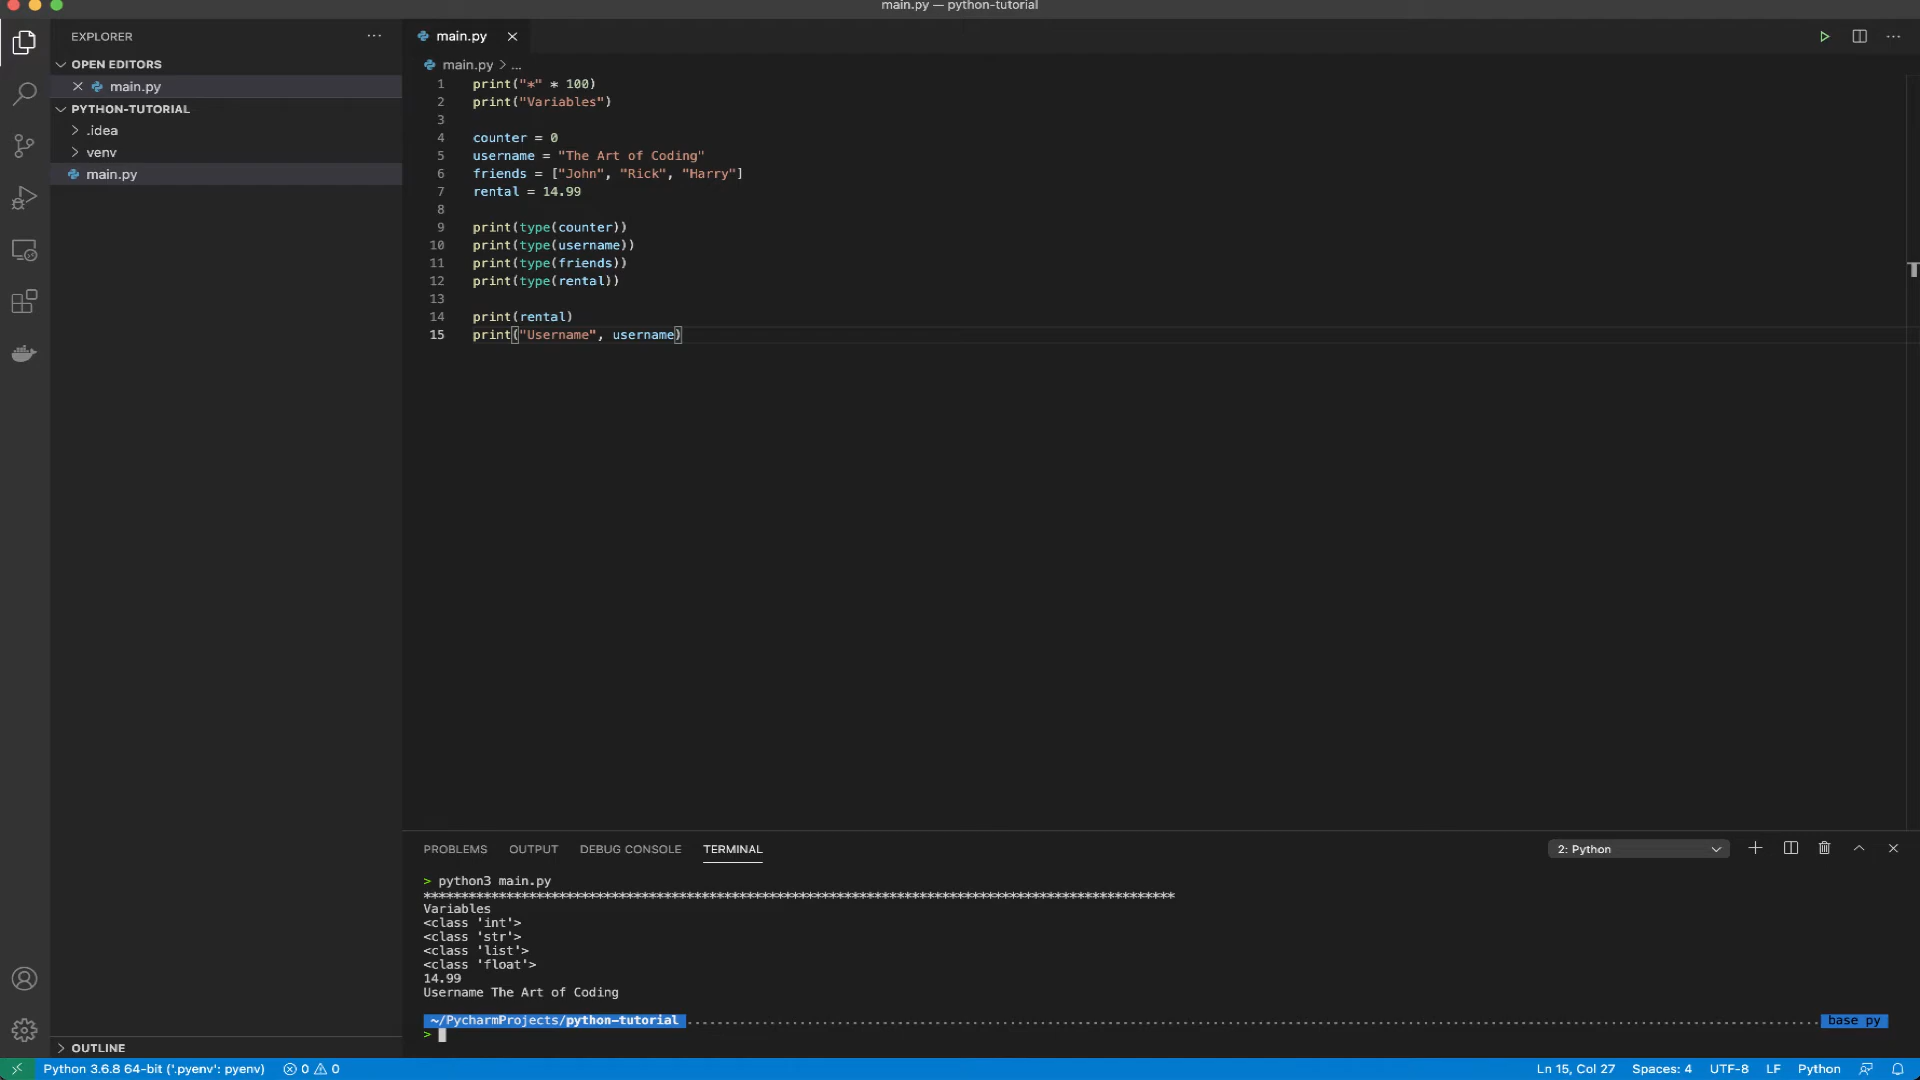 main.py — python-tutorial
EXPLORER
OPEN EDITORS
main.py
PYTHON-TUTORIAL
.idea
venv
main.py
OUTLINE
main.py
main.py > ...
1 print("*" * 100)
2 print("Variables")
3
4 counter = 0
5 username = "The Art of Coding"
6 friends = ["John", "Rick", "Harry"]
7 rental = 14.99
8
9 print(type(counter))
10 print(type(username))
11 print(type(friends))
12 print(type(rental))
13
14 print(rental)
15 print("Username", username)
PROBLEMS OUTPUT DEBUG CONSOLE TERMINAL 2: Python
> python3 main.py
****************************************************************************************************
Variables
<class 'int'>
<class 'str'>
<class 'list'>
<class 'float'>
14.99
Username The Art of Coding
~/PycharmProjects/python-tutorial base py
>
Python 3.6.8 64-bit ('.pyenv': pyenv) 0 0 Ln 15, Col 27 Spaces: 4 UTF-8 LF Python